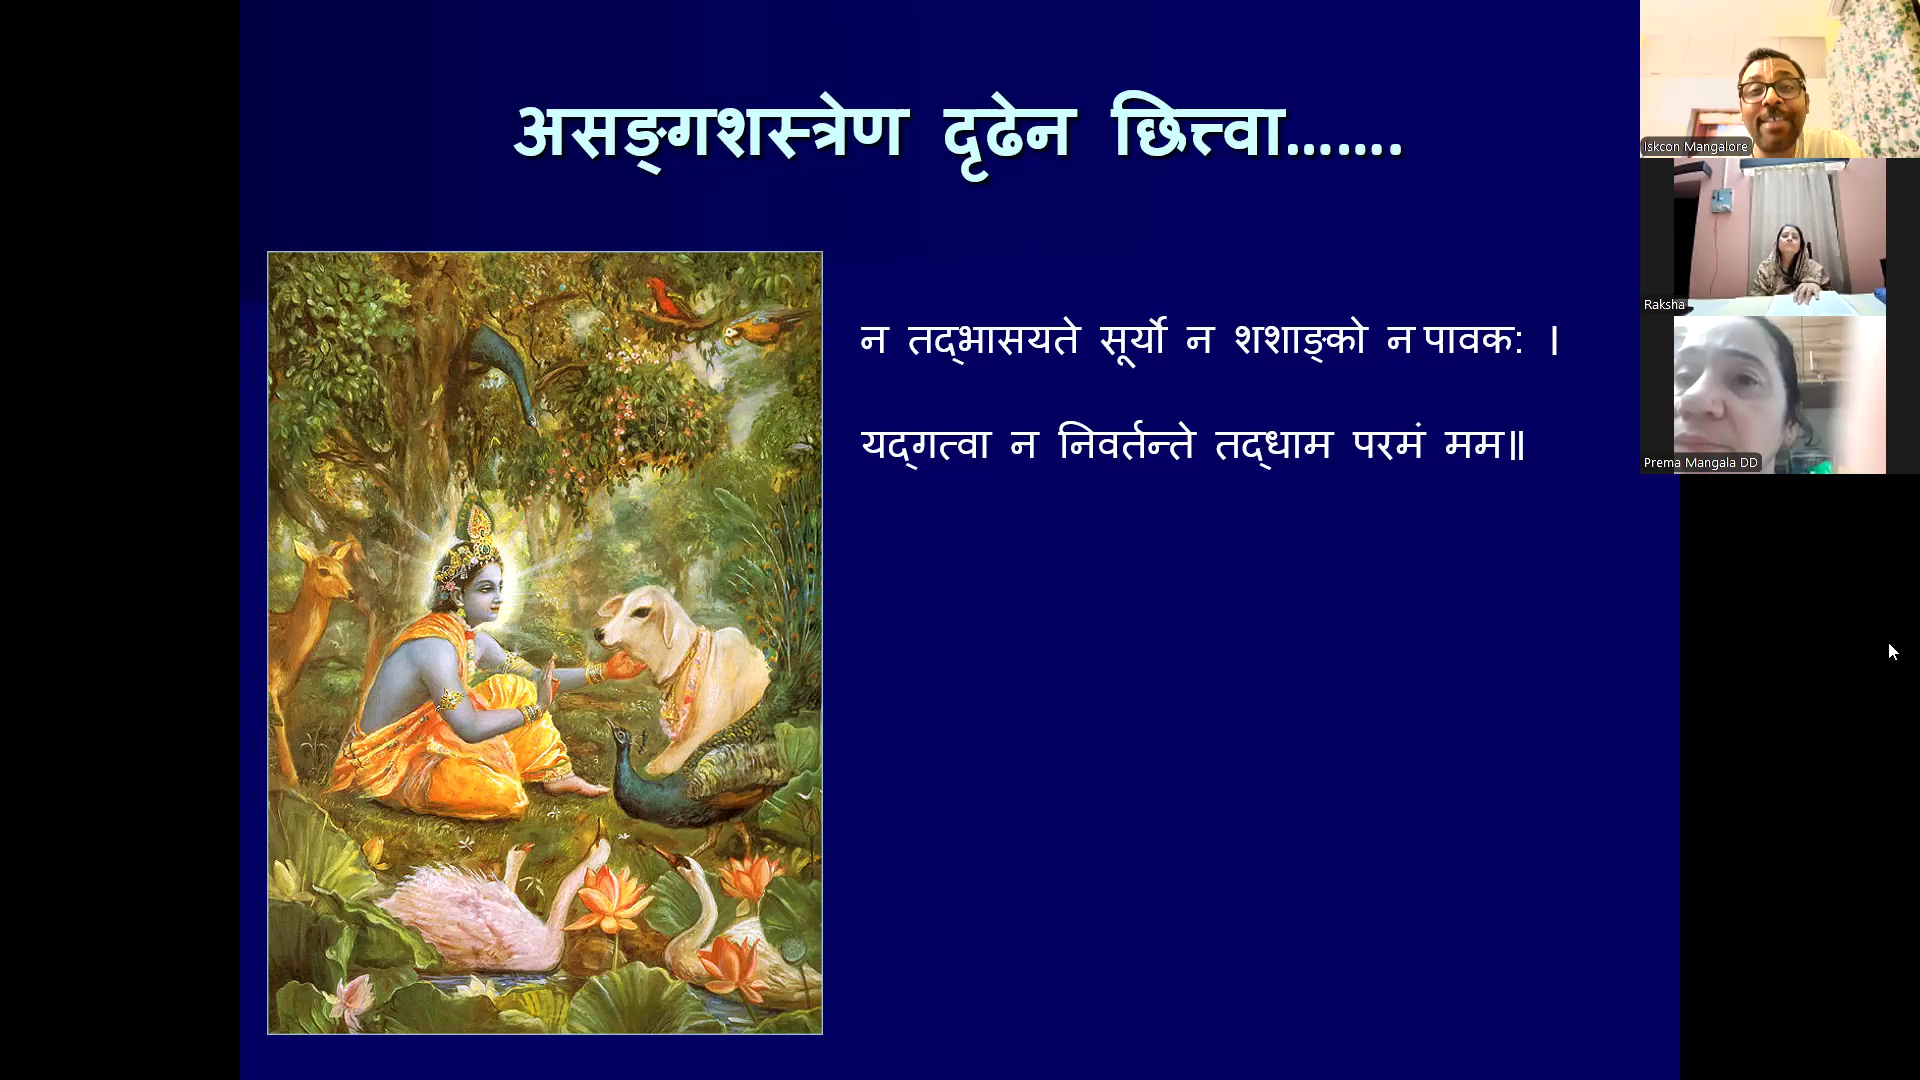 असङ्गशस्त्रेण दृढेन छित्त्वा…….
न तद्भासयते सूर्यो न शशाङ्को न पावक: ।
यद्गत्वा न निवर्तन्ते तद्धाम परमं मम॥
Iskcon Mangalore
Raksha
Prema Mangala DD